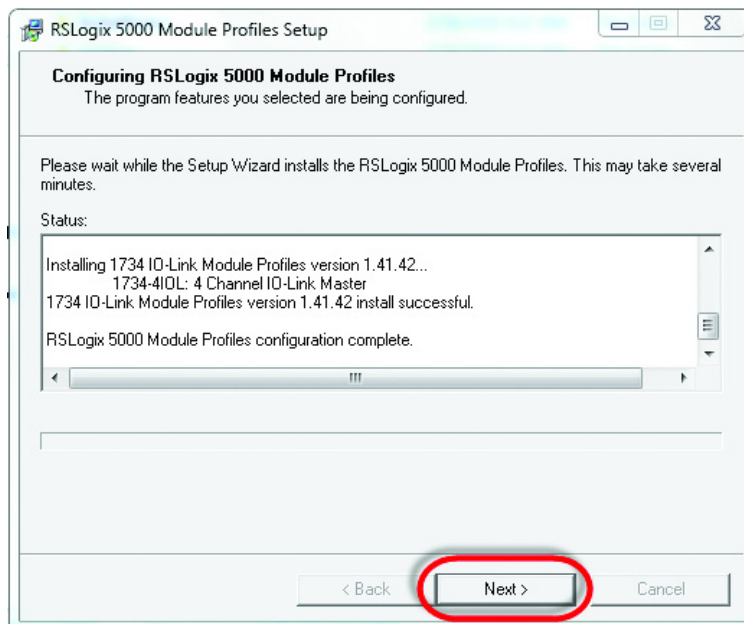 RSLogix 5000 Module Profiles Setup
Configuring RSLogix 5000 Module Profiles
The program features you selected are being configured.
Please wait while the Setup Wizard installs the RSLogix 5000 Module Profiles. This may take several
minutes.
Status:
Installing 1734 IO-Link Module Profiles version 1.41.42...
1734-4IOL: 4 Channel IO-Link Master
1734 IO-Link Module Profiles version 1.41.42 install successful.
RSLogix 5000 Module Profiles configuration complete.
< Back
Next >
Cancel